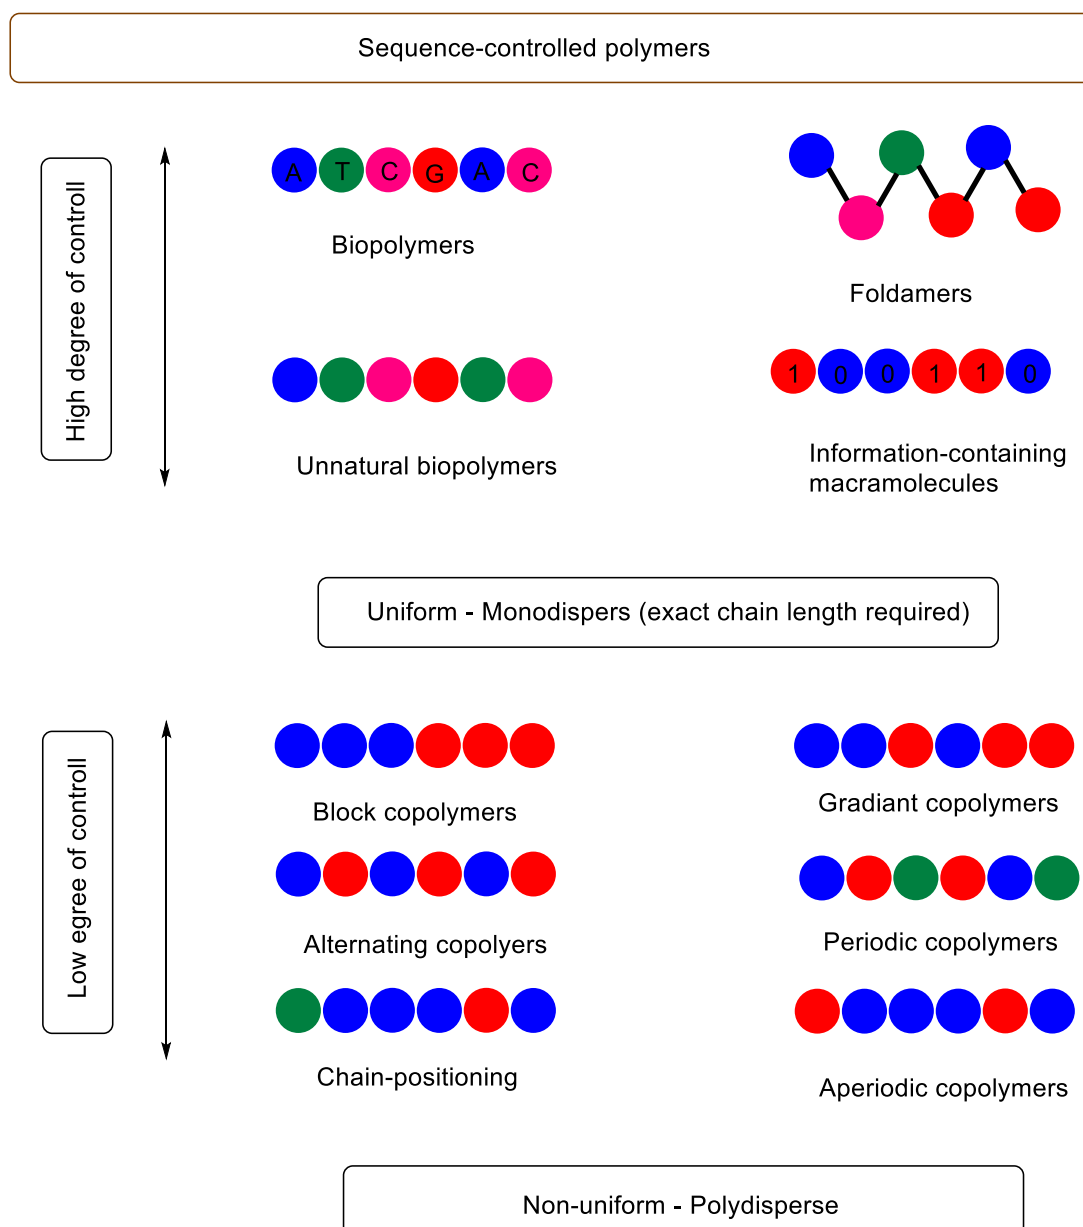 Sequence-controlled polymers
High degree of controll
A T C G A C
Biopolymers
Foldamers
Unnatural biopolymers
1 0 0 1 1 0
Information-containing
macramolecules
Uniform - Monodispers (exact chain length required)
Low egree of controll
Block copolymers
Gradiant copolymers
Alternating copolyers
Periodic copolymers
Chain-positioning
Aperiodic copolymers
Non-uniform - Polydisperse